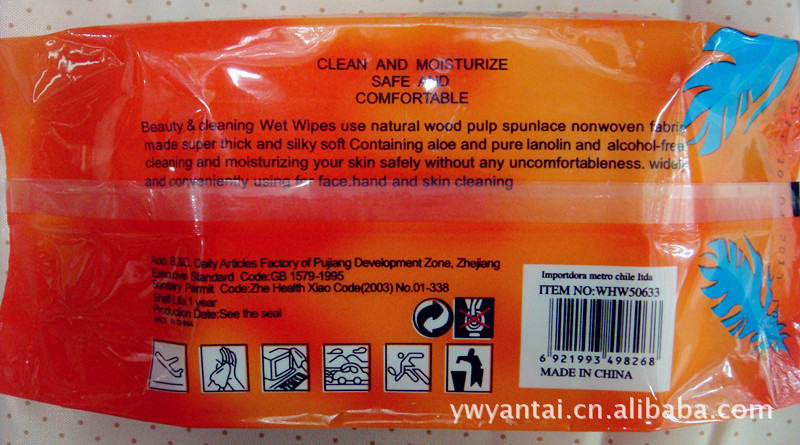 CLEAN AND MOISTURIZE
SAFE AND
COMFORTABLE
Beauty & cleaning Wet Wipes use natural wood pulp spunlace nonwoven fabric
made super thick and silky soft Containing aloe and pure lanolin and alcohol-free
cleaning and moisturizing your skin safely without any uncomfortableness. widely
and conveniently using for face.hand and skin cleaning
Add: B&C. Daily Articles Factory of Pujiang Development Zone, Zhejiang
Executive Standard Code:GB 1579-1995
Sanitary Permit Code:Zhe Health Xiao Code(2003) No.01-338
Shelf Life:1 year
Production Date:See the seal
MADE IN CHINA
Importdora metro chile ltda
ITEM NO:WHW50633
6 921993 498268
MADE IN CHINA
ywyantai.cn.alibaba.com